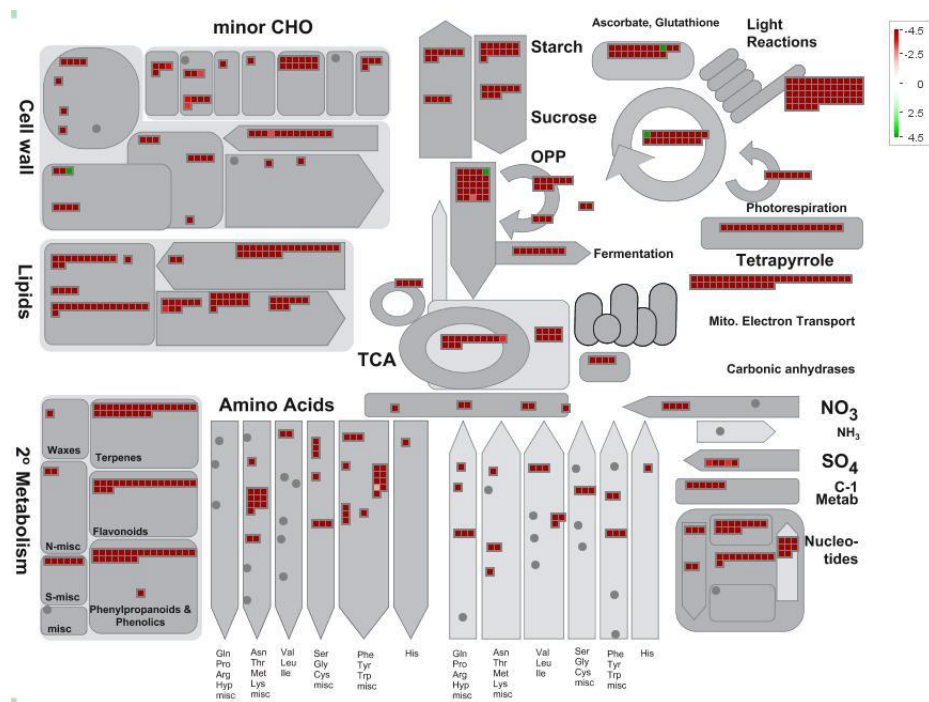 minor CHO
Starch
Ascorbate, Glutathione
Light
Reactions
-4.5
-2.5
0
2.5
4.5
Cell wall
Sucrose
OPP
Photorespiration
Fermentation
Tetrapyrrole
Lipids
Mito. Electron Transport
TCA
Carbonic anhydrases
Amino Acids
NO3
NH3
SO4
C-1
Metab
Nucleo-
tides
2° Metabolism
Waxes
Terpenes
N-misc
Flavonoids
S-misc
misc
Phenylpropanoids &
Phenolics
Gln
Pro
Arg
Hyp
misc
Asn
Thr
Met
Lys
misc
Val
Leu
Ile
Ser
Gly
Cys
misc
Phe
Tyr
Trp
misc
His
Gln
Pro
Arg
Hyp
misc
Asn
Thr
Met
Lys
misc
Val
Leu
Ile
Ser
Gly
Cys
misc
Phe
Tyr
Trp
misc
His